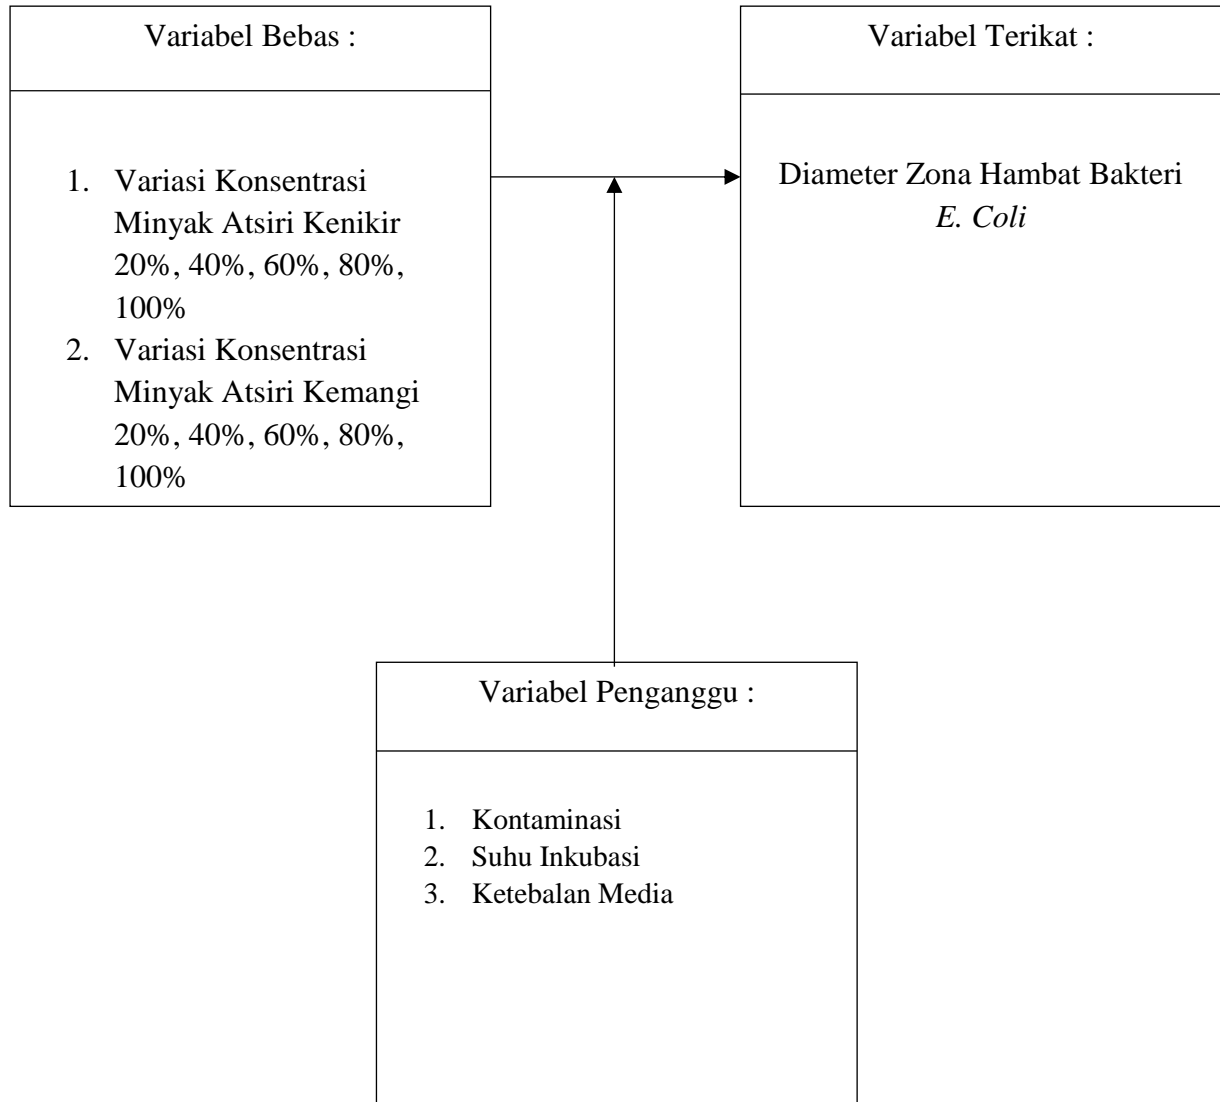 Variabel Bebas :
1. Variasi Konsentrasi
Minyak Atsiri Kenikir
20%, 40%, 60%, 80%,
100%
2. Variasi Konsentrasi
Minyak Atsiri Kemangi
20%, 40%, 60%, 80%,
100%
Variabel Terikat :
Diameter Zona Hambat Bakteri
E. Coli
Variabel Penganggu :
1. Kontaminasi
2. Suhu Inkubasi
3. Ketebalan Media